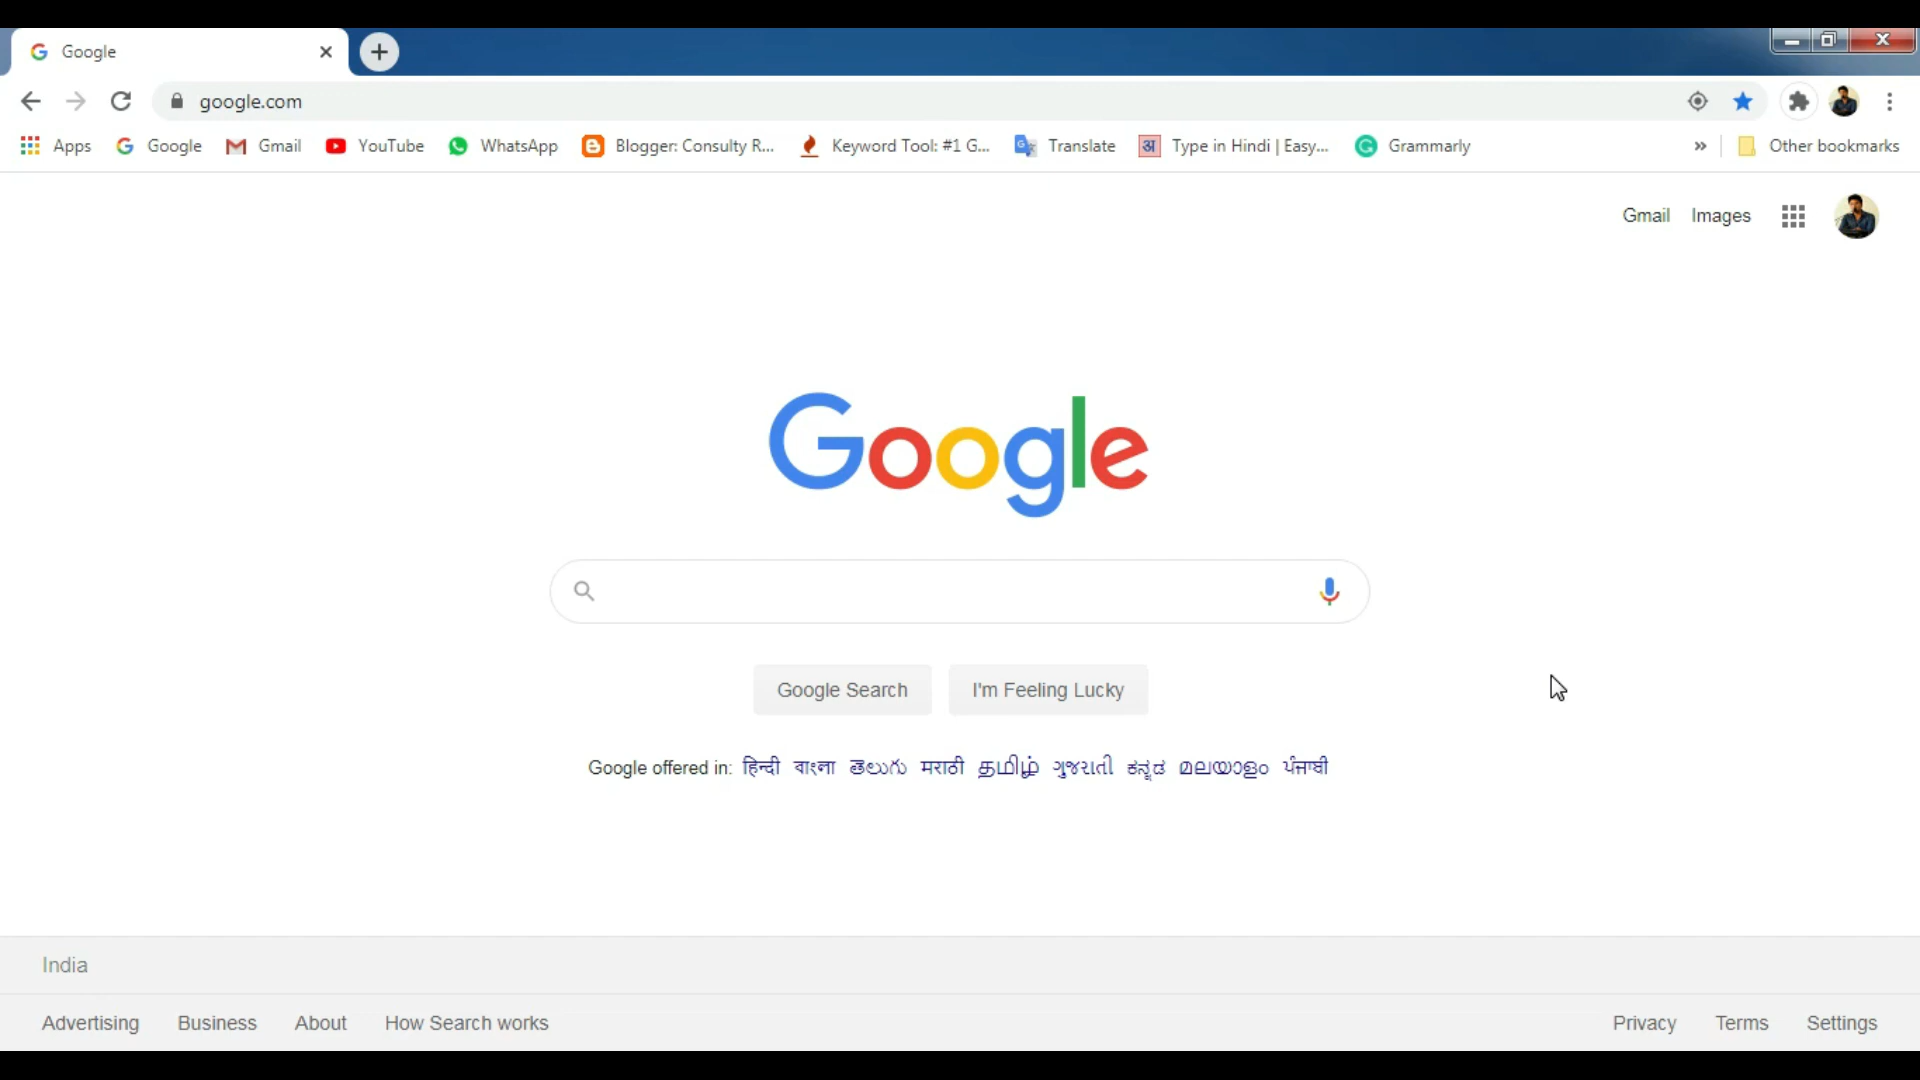 Google
google.com
Apps Google Gmail YouTube WhatsApp Blogger: Consulty R... Keyword Tool: #1 G... Translate Type in Hindi | Easy... Grammarly » Other bookmarks
Gmail Images
Google
Google Search I'm Feeling Lucky
Google offered in: हिन्दी বাংলা తెలుగు मराठी தமிழ் ગુજરાતી ಕನ್ನಡ മലയാളം ਪੰਜਾਬੀ
India
Advertising Business About How Search works Privacy Terms Settings